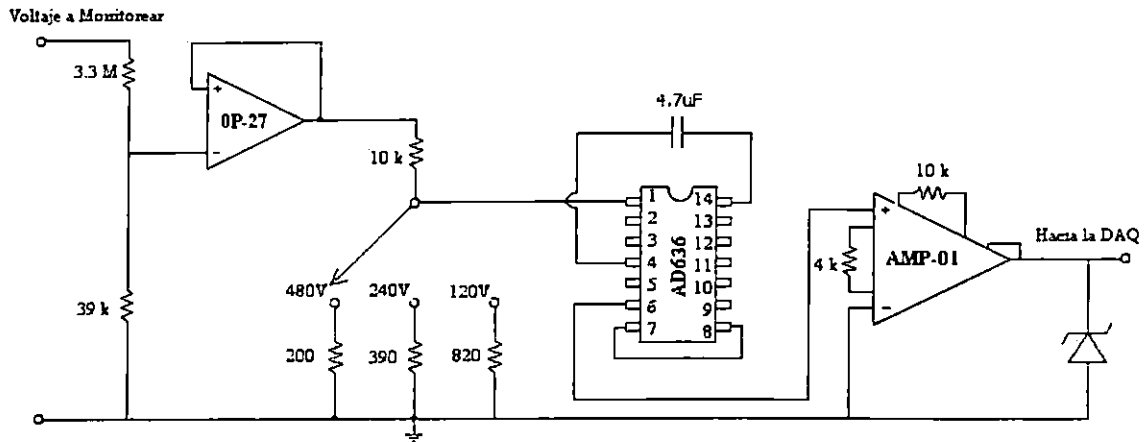 Voltaje a Monitorear
3.3 M
+
0P-27
-
4.7uF
10 k
39 k
480V
240V
120V
200
390
820
1
2
3
4
5
6
7
AD636
14
13
12
11
10
9
8
10 k
+
4 k
AMP-01
-
Hacia la DAQ